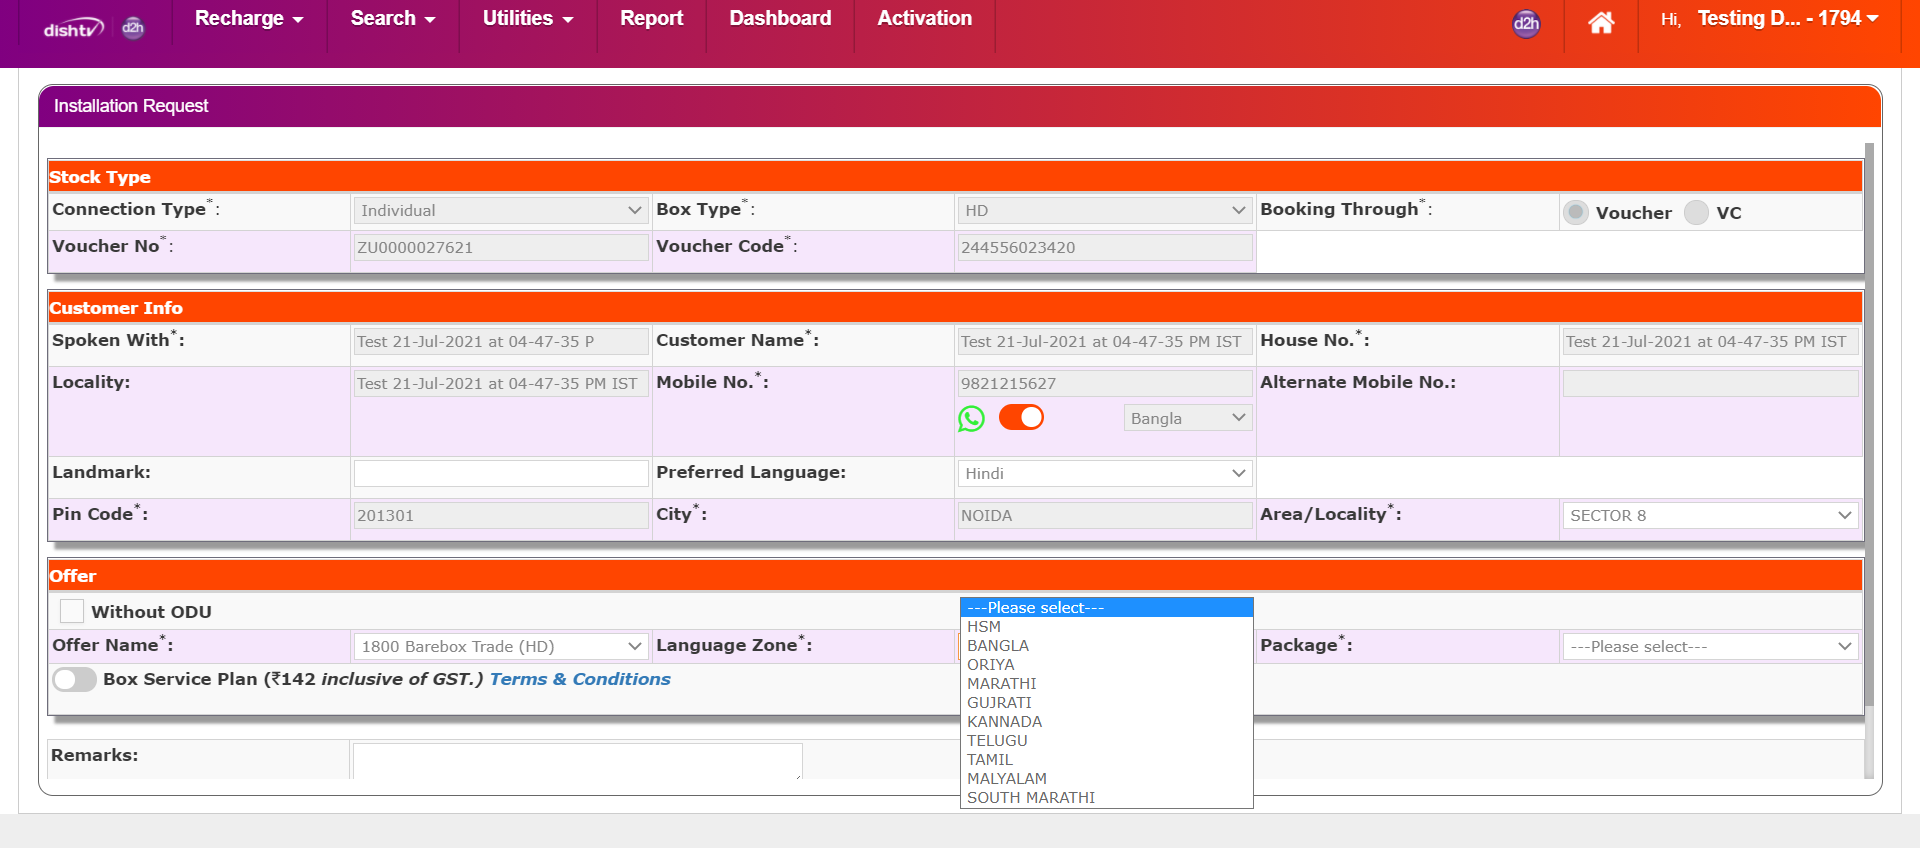 dishtv d2h Recharge Search Utilities Report Dashboard Activation d2h Hi, Testing D... - 1794
Installation Request
Stock Type
Connection Type*: Individual Box Type*: HD Booking Through*: Voucher VC
Voucher No*: ZU0000027621 Voucher Code*: 244556023420
Customer Info
Spoken With*: Test 21-Jul-2021 at 04-47-35 P Customer Name*: Test 21-Jul-2021 at 04-47-35 PM IST House No.*: Test 21-Jul-2021 at 04-47-35 PM IST
Locality: Test 21-Jul-2021 at 04-47-35 PM IST Mobile No.*: 9821215627 Alternate Mobile No.:
Bangla
Landmark: Preferred Language: Hindi
Pin Code*: 201301 City*: NOIDA Area/Locality*: SECTOR 8
Offer
Without ODU
Offer Name*: 1800 Barebox Trade (HD) Language Zone*: Package*: ---Please select---
---Please select---
HSM
BANGLA
ORIYA
MARATHI
GUJRATI
KANNADA
TELUGU
TAMIL
MALYALAM
SOUTH MARATHI
Box Service Plan (₹142 inclusive of GST.) Terms & Conditions
Remarks: